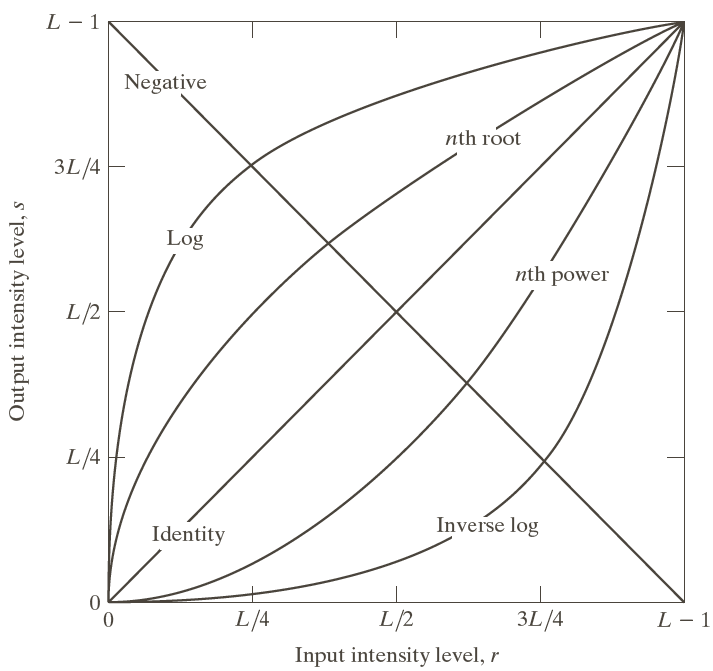 L − 1
Negative
nth root
3L/4
Log
nth power
L/2
Output intensity level, s
L/4
Inverse log
Identity
0
0
L/4
L/2
3L/4
L − 1
Input intensity level, r